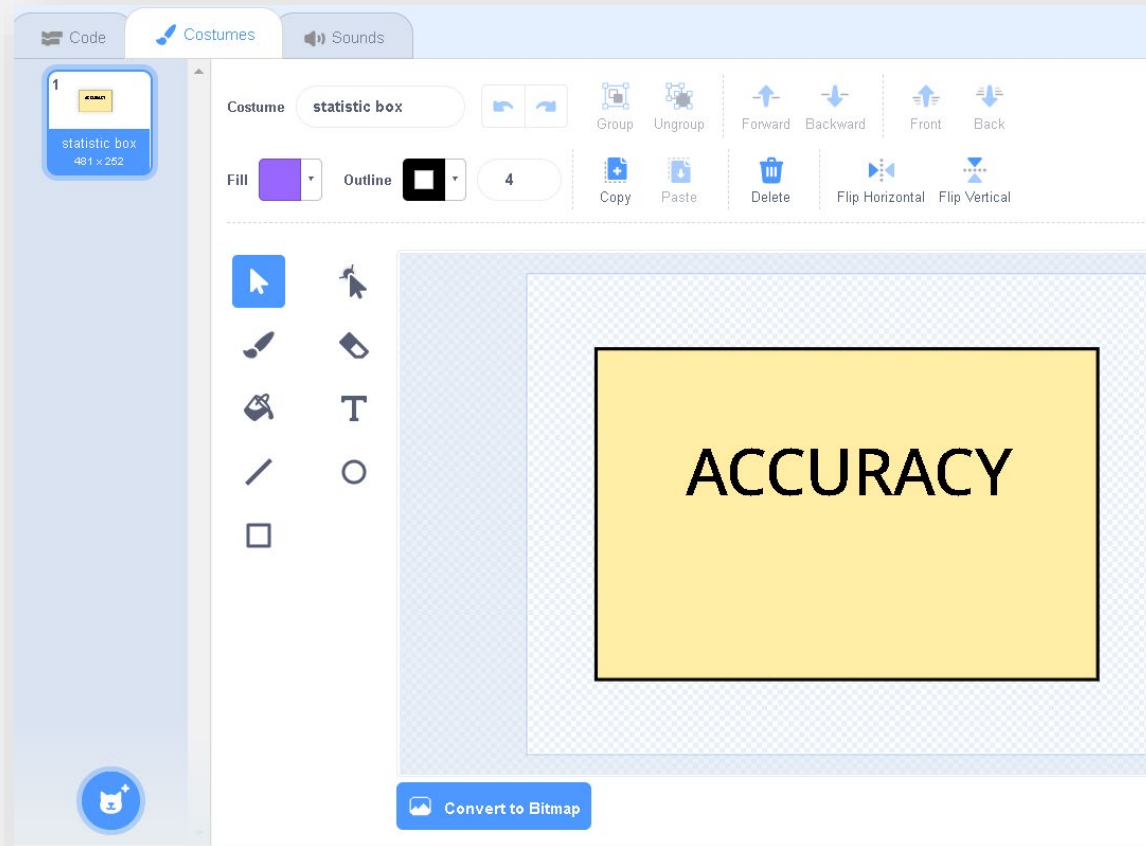 Code
Costumes
Sounds
1
ACCURACY
statistic box
481 x 252
Costume
statistic box
Group
Ungroup
Forward
Backward
Front
Back
Fill
Outline
4
Copy
Paste
Delete
Flip Horizontal
Flip Vertical
T
ACCURACY
Convert to Bitmap